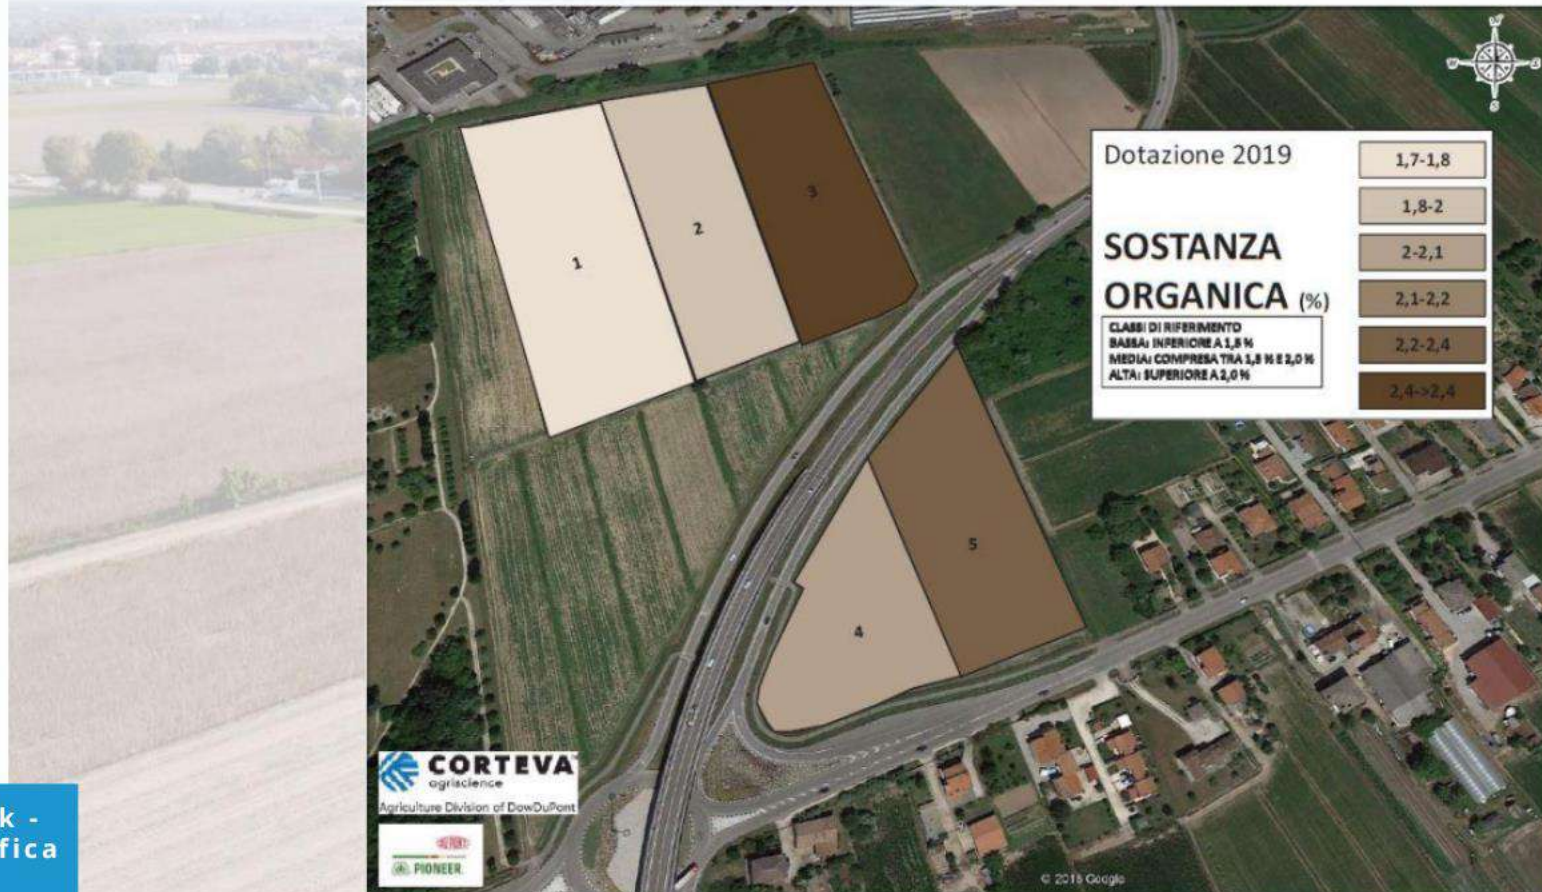 Dotazione 2019
SOSTANZA
ORGANICA (%)
CLASSI DI RIFERIMENTO
BASSA: INFERIORE A 1,5 %
MEDIA: COMPRESA TRA 1,5 % E 2,0 %
ALTA: SUPERIORE A 2,0 %
1,7-1,8
1,8-2
2-2,1
2,1-2,2
2,2-2,4
2,4->2,4
N
W
E
S
1
2
3
4
5
CORTEVA
agriscience
Agriculture Division of DowDuPont
DUPONT
PIONEER
k -
fica
© 2018 Google